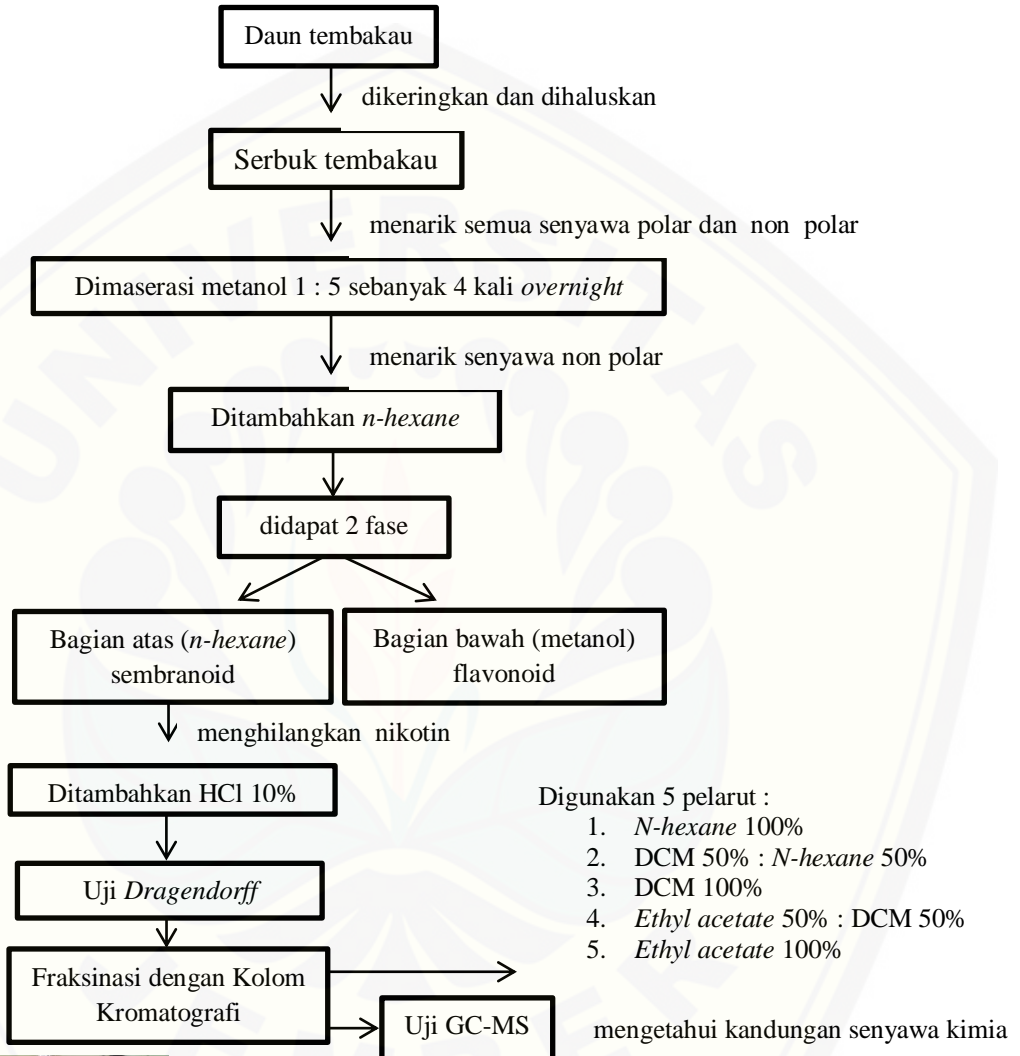 Daun tembakau
dikeringkan dan dihaluskan
Serbuk tembakau
menarik semua senyawa polar dan non polar
Dimaserasi metanol 1 : 5 sebanyak 4 kali overnight
menarik senyawa non polar
Ditambahkan n-hexane
didapat 2 fase
Bagian atas (n-hexane)
sembranoid
Bagian bawah (metanol)
flavonoid
menghilangkan nikotin
Ditambahkan HCl 10%
Uji Dragendorff
Fraksinasi dengan Kolom
Kromatografi
Digunakan 5 pelarut :
1. N-hexane 100%
2. DCM 50% : N-hexane 50%
3. DCM 100%
4. Ethyl acetate 50% : DCM 50%
5. Ethyl acetate 100%
Uji GC-MS
mengetahui kandungan senyawa kimia
UNIVERSITAS